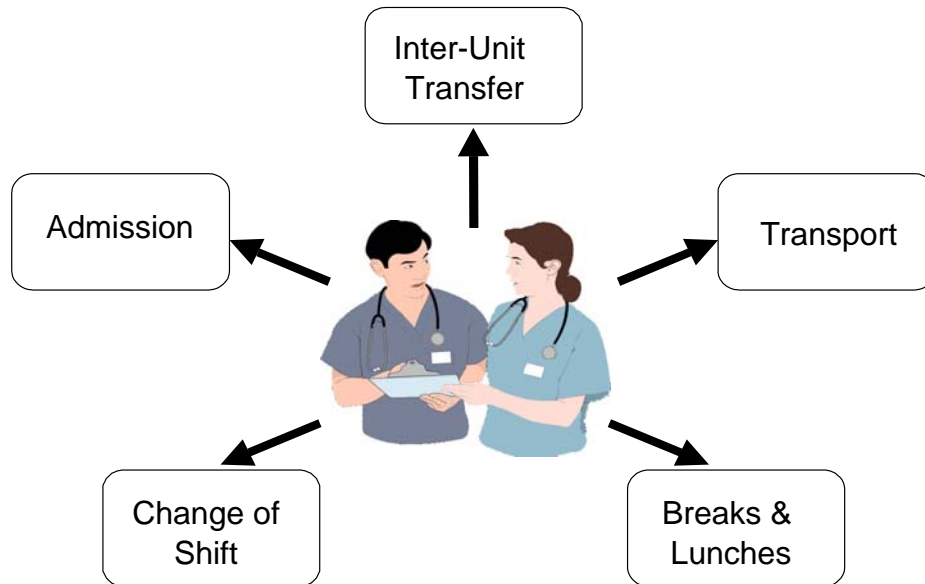 Inter-Unit
Transfer
Admission
Transport
Change of
Shift
Breaks &
Lunches